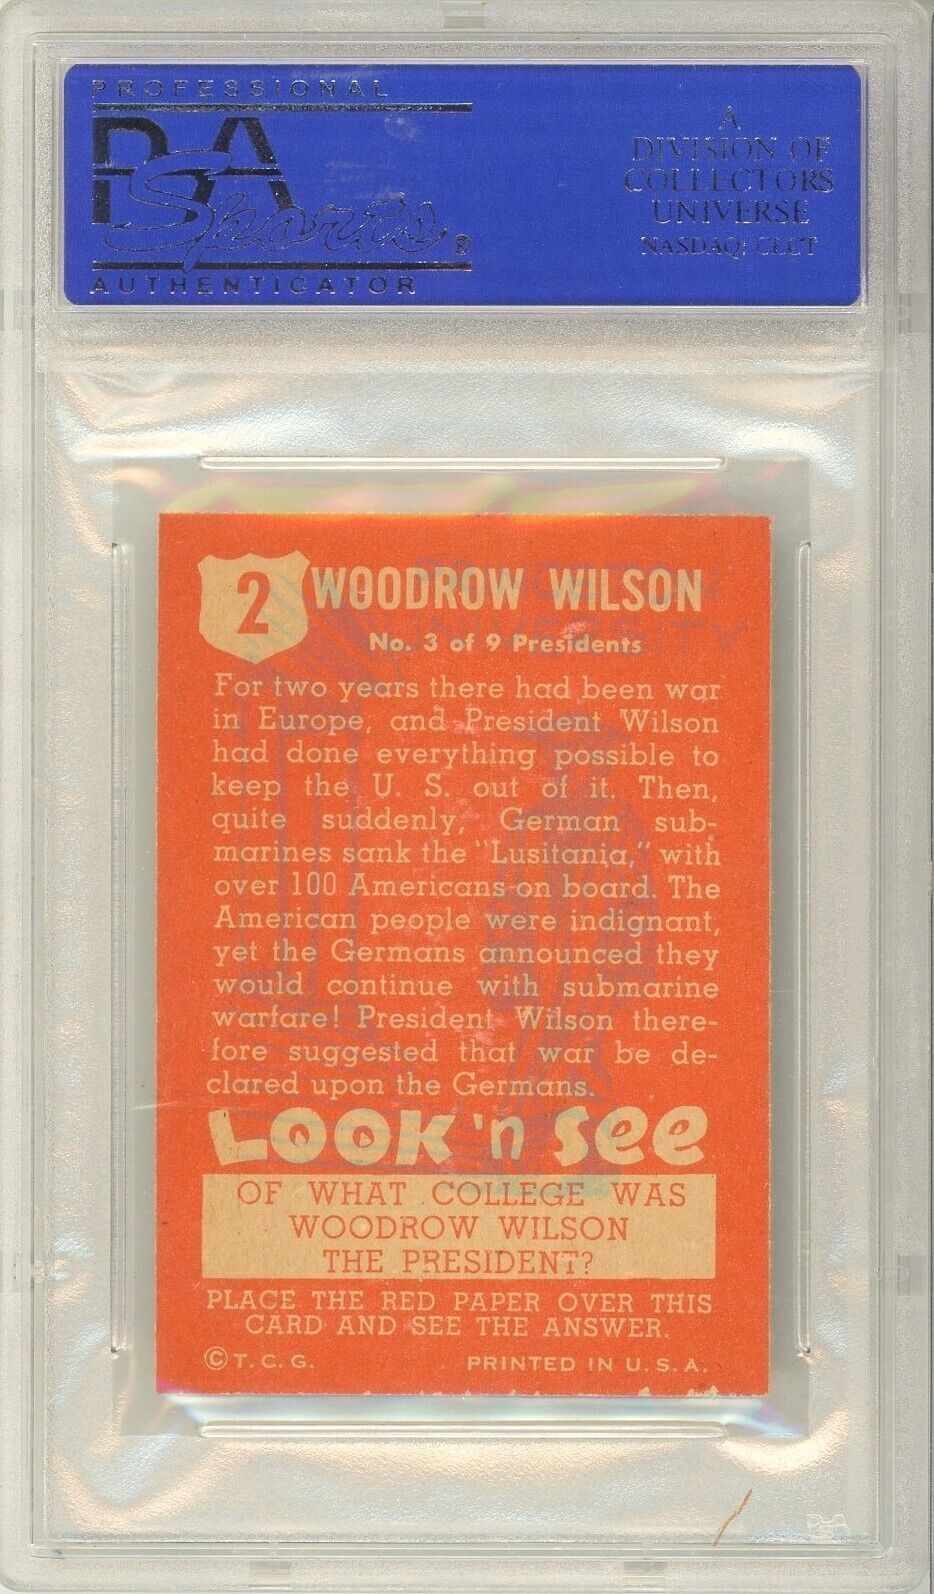 PROFESSIONAL
PSA
Sports
AUTHENTICATOR
®
A
DIVISION OF
COLLECTORS
UNIVERSE
NASDAQ: CLCT
2 WOODROW WILSON
No. 3 of 9 Presidents
For two years there had been war
in Europe, and President Wilson
had done everything possible to
keep the U. S. out of it. Then,
quite suddenly, German sub-
marines sank the "Lusitania," with
over 100 Americans on board. The
American people were indignant,
yet the Germans announced they
would continue with submarine
warfare! President Wilson there-
fore suggested that war be de-
clared upon the Germans.
LOOK 'n See
OF WHAT COLLEGE WAS
WOODROW WILSON
THE PRESIDENT?
PLACE THE RED PAPER OVER THIS
CARD AND SEE THE ANSWER.
© T. C. G. PRINTED IN U. S. A.
PSA